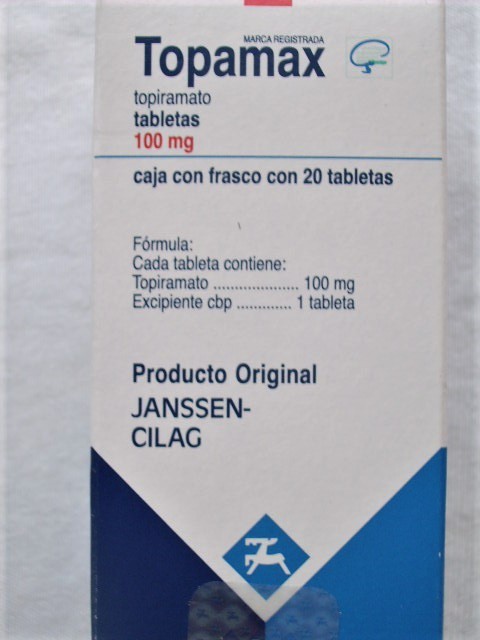 MARCA REGISTRADA
Topamax
topiramato
tabletas
100 mg
caja con frasco con 20 tabletas
Fórmula:
Cada tableta contiene:
Topiramato ..................... 100 mg
Excipiente cbp ............. 1 tableta
Producto Original
JANSSEN-
CILAG